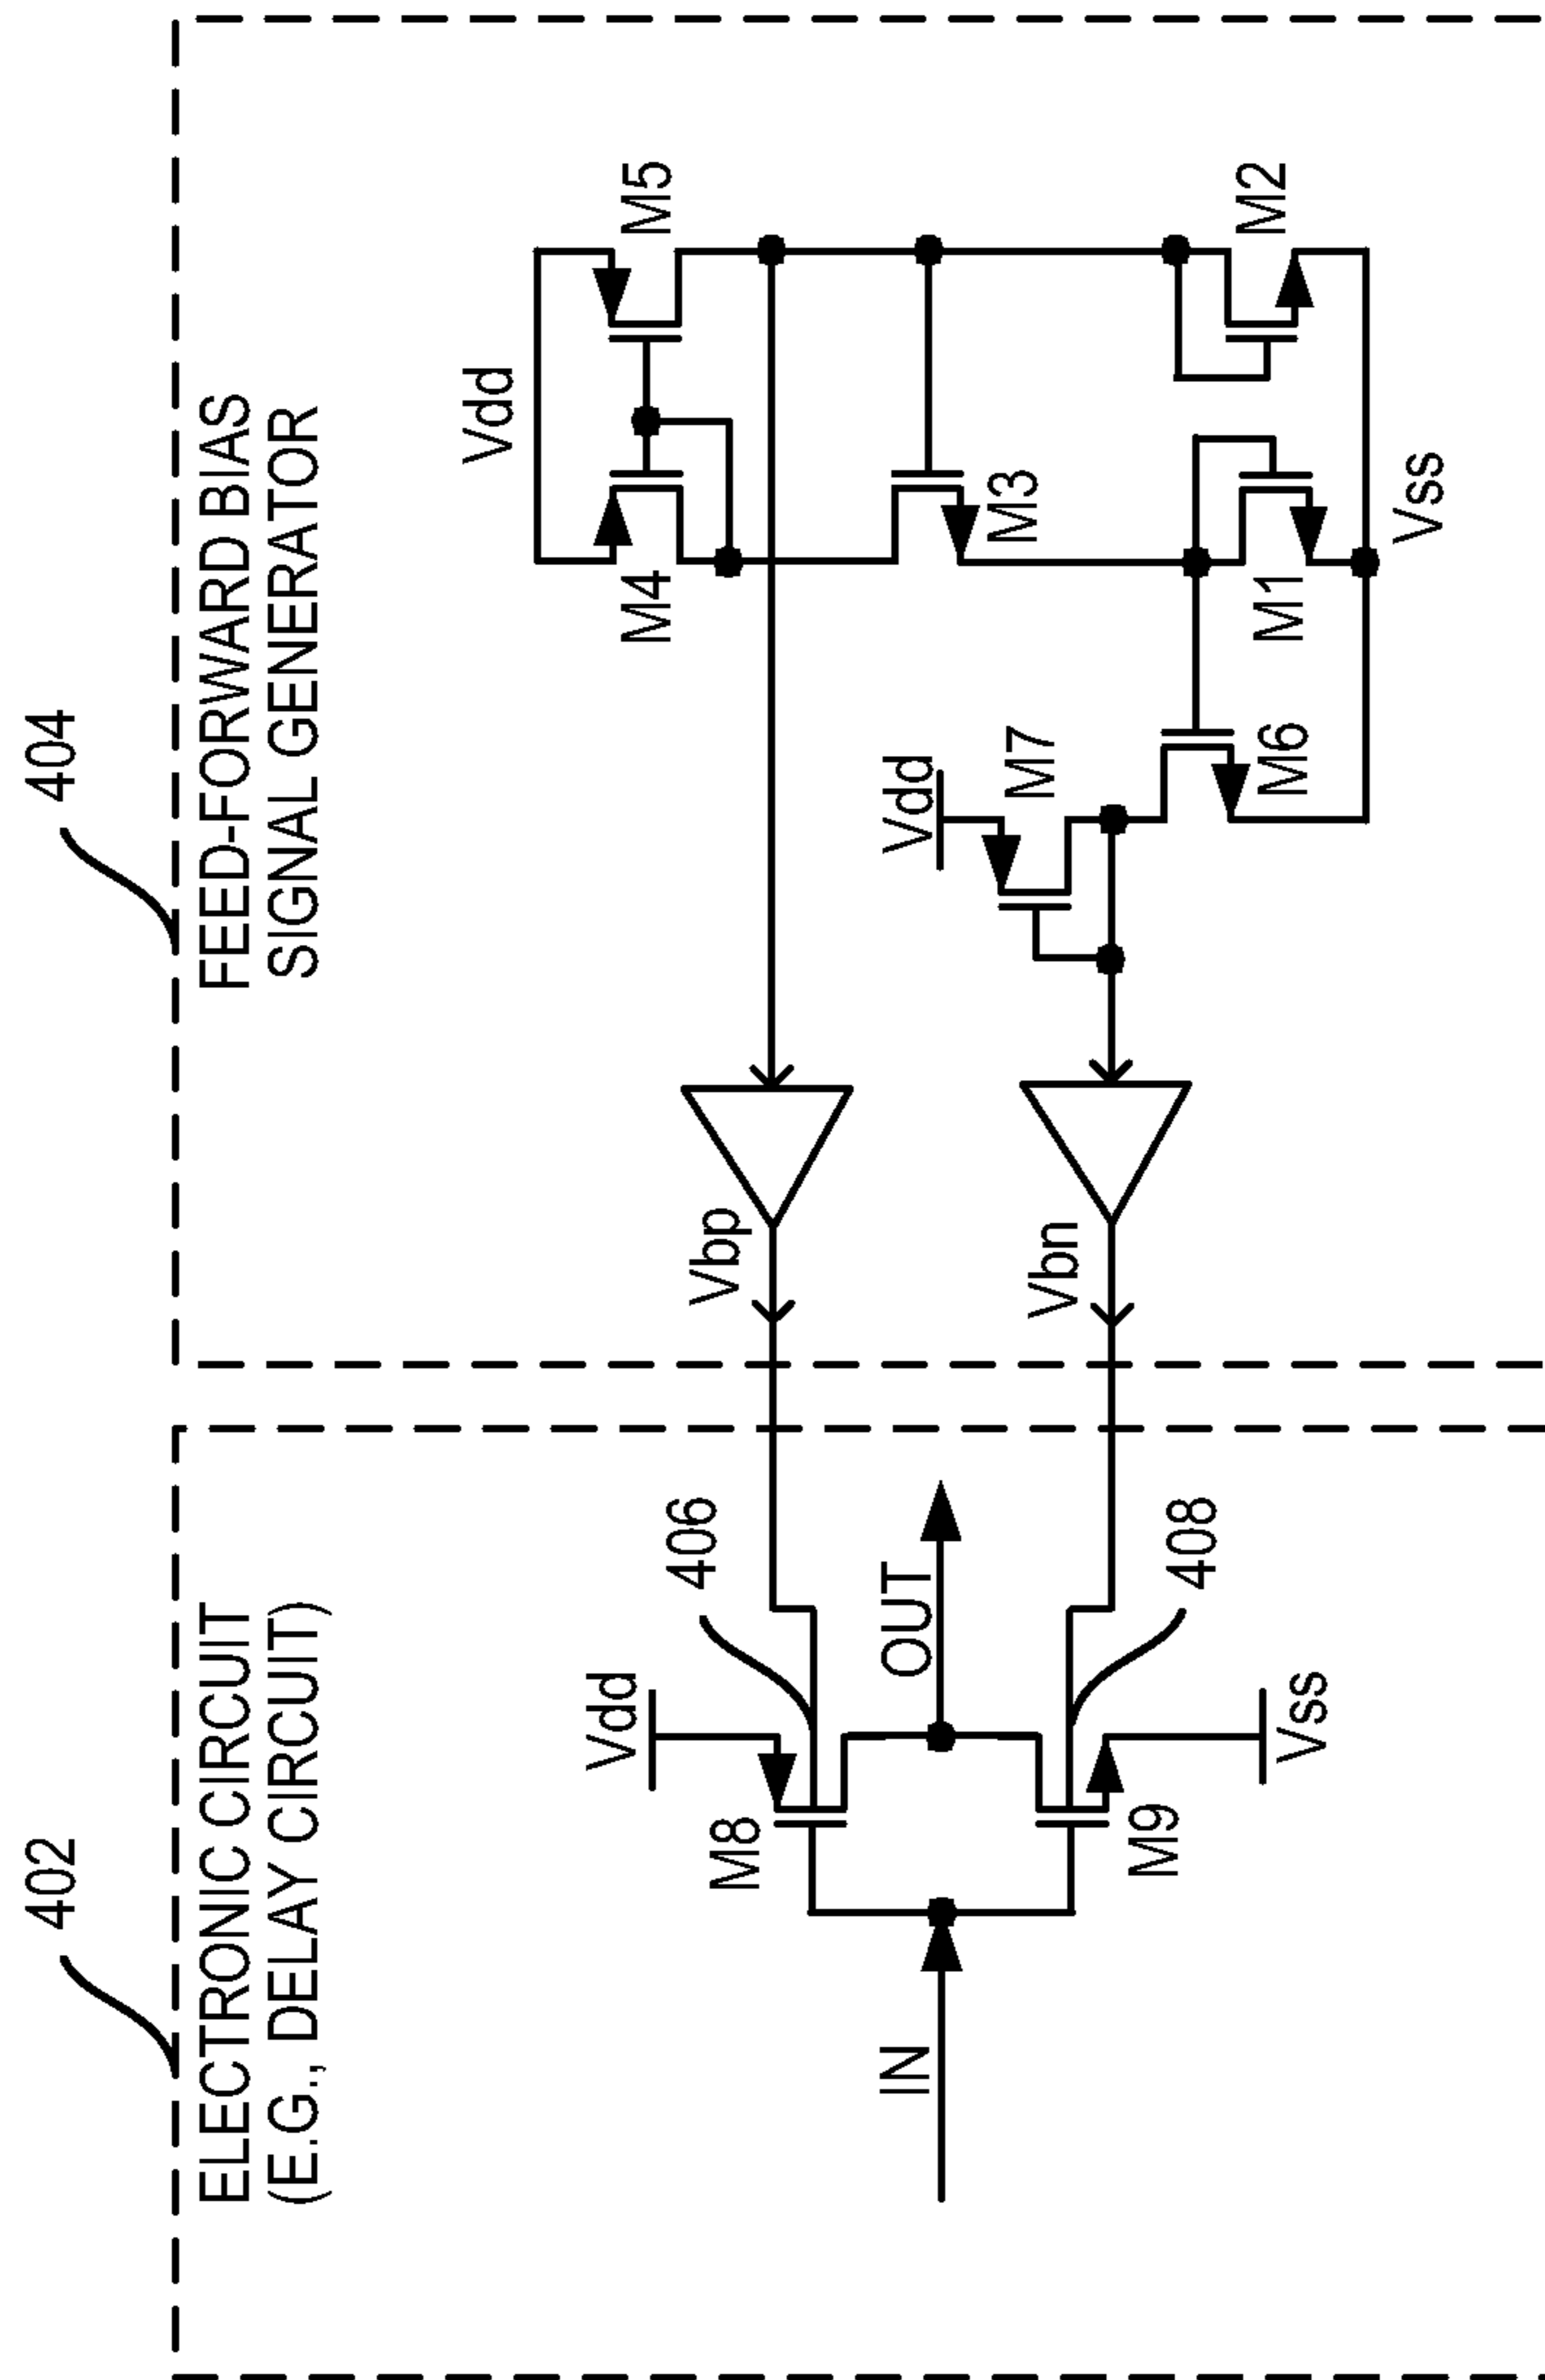 402
404
ELECTRONIC CIRCUIT
(E.G., DELAY CIRCUIT)
FEED-FORWARD BIAS
SIGNAL GENERATOR
Vdd
Vdd
406
M4
M5
M8
Vbp
Vdd
IN
OUT
M7
M3
Vbn
M9
408
M6
M1
M2
Vss
Vss